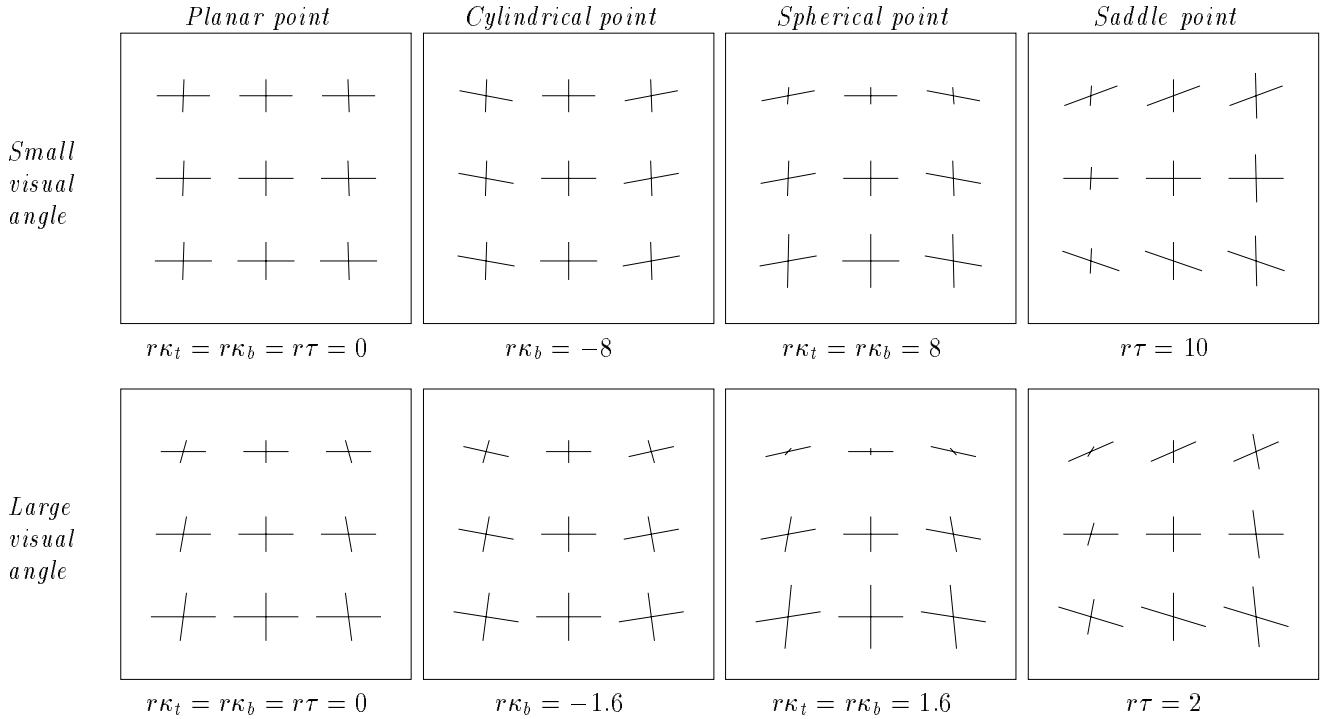 Planar point
Cylindrical point
Spherical point
Saddle point
Small
visual
angle
rκ_t = rκ_b = rτ = 0
rκ_b = −8
rκ_t = rκ_b = 8
rτ = 10
Large
visual
angle
rκ_t = rκ_b = rτ = 0
rκ_b = −1.6
rκ_t = rκ_b = 1.6
rτ = 2